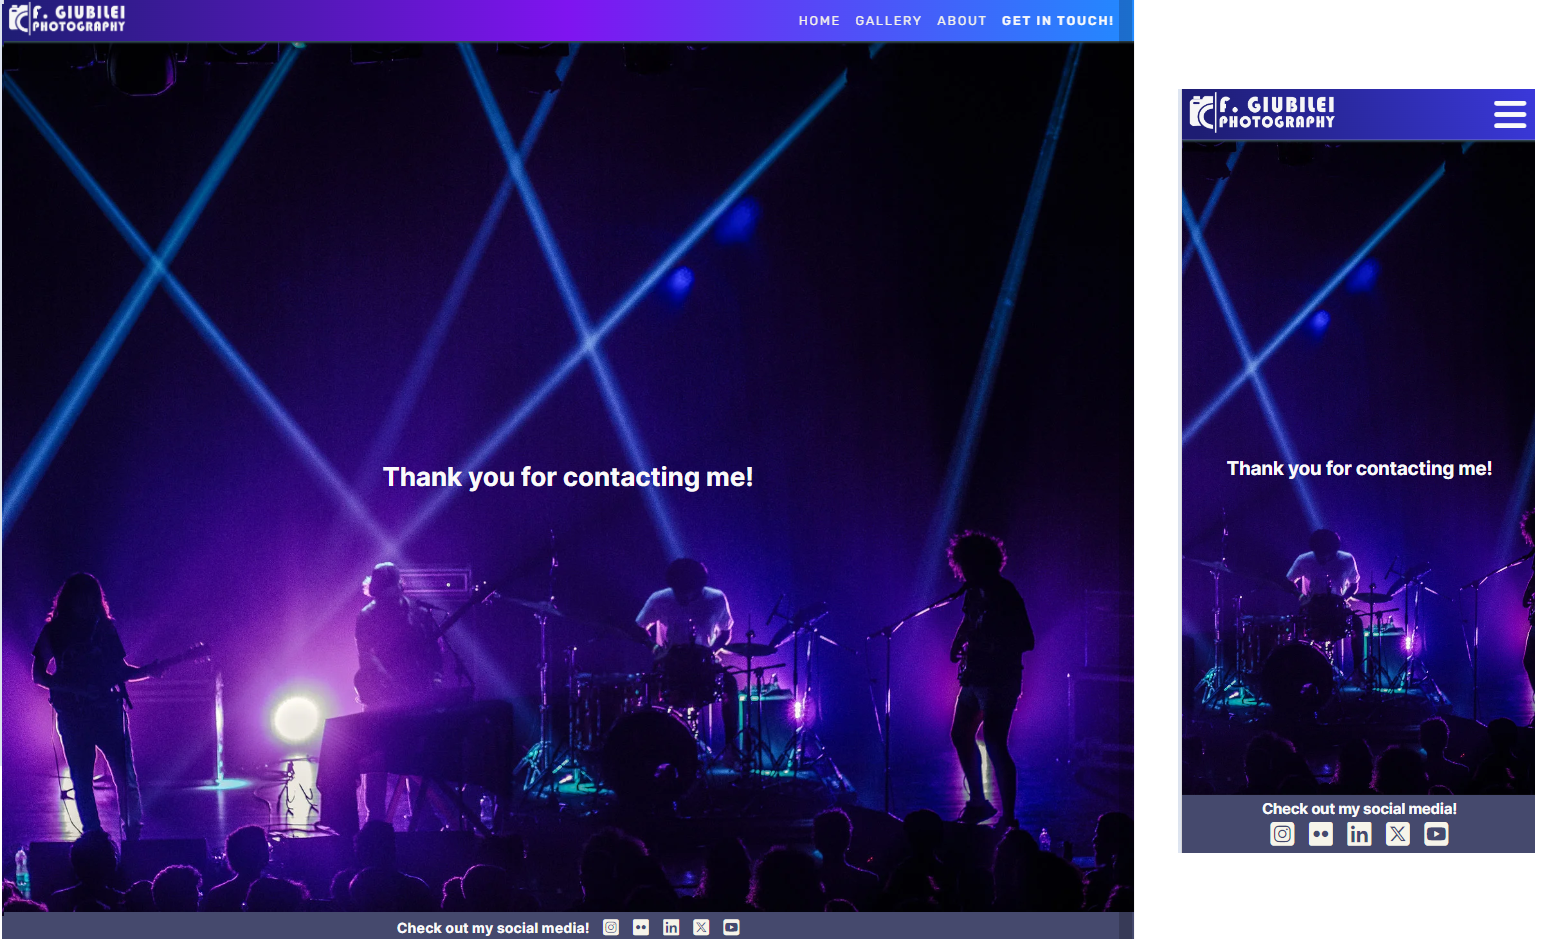 F. GIUBILEI
PHOTOGRAPHY
HOME GALLERY ABOUT GET IN TOUCH!
Thank you for contacting me!
Check out my social media!
F. GIUBILEI
PHOTOGRAPHY
Thank you for contacting me!
Check out my social media!